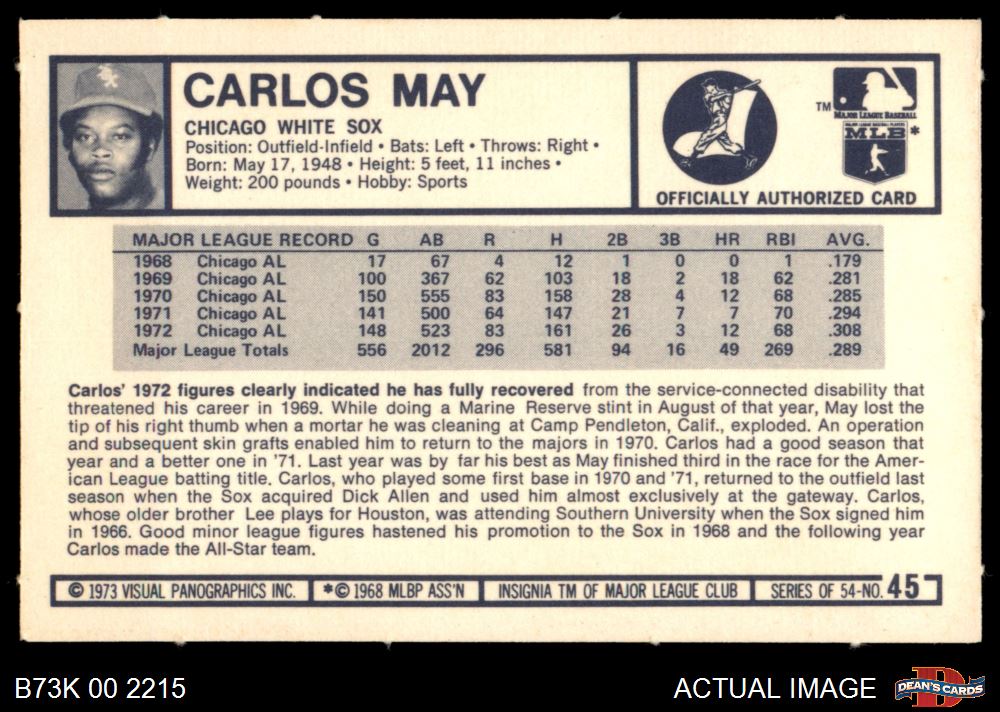 CARLOS MAY
CHICAGO WHITE SOX
Position: Outfield-Infield • Bats: Left • Throws: Right •
Born: May 17, 1948 • Height: 5 feet, 11 inches •
Weight: 200 pounds • Hobby: Sports
TM
MAJOR LEAGUE BASEBALL
MLB *
OFFICIALLY AUTHORIZED CARD
MAJOR LEAGUE RECORD G AB R H 2B 3B HR RBI AVG.
1968 Chicago AL 17 67 4 12 1 0 0 1 .179
1969 Chicago AL 100 367 62 103 18 2 18 62 .281
1970 Chicago AL 150 555 83 158 28 4 12 68 .285
1971 Chicago AL 141 500 64 147 21 7 7 70 .294
1972 Chicago AL 148 523 83 161 26 3 12 68 .308
Major League Totals 556 2012 296 581 94 16 49 269 .289
Carlos' 1972 figures clearly indicated he has fully recovered from the service-connected disability that
threatened his career in 1969. While doing a Marine Reserve stint in August of that year, May lost the
tip of his right thumb when a mortar he was cleaning at Camp Pendleton, Calif., exploded. An operation
and subsequent skin grafts enabled him to return to the majors in 1970. Carlos had a good season that
year and a better one in '71. Last year was by far his best as May finished third in the race for the Amer-
ican League batting title. Carlos, who played some first base in 1970 and '71, returned to the outfield last
season when the Sox acquired Dick Allen and used him almost exclusively at the gateway. Carlos,
whose older brother Lee plays for Houston, was attending Southern University when the Sox signed him
in 1966. Good minor league figures hastened his promotion to the Sox in 1968 and the following year
Carlos made the All-Star team.
© 1973 VISUAL PANOGRAPHICS INC. *© 1968 MLBP ASS'N INSIGNIA TM OF MAJOR LEAGUE CLUB SERIES OF 54-NO. 45
B73K 00 2215
ACTUAL IMAGE
DEAN'S CARDS